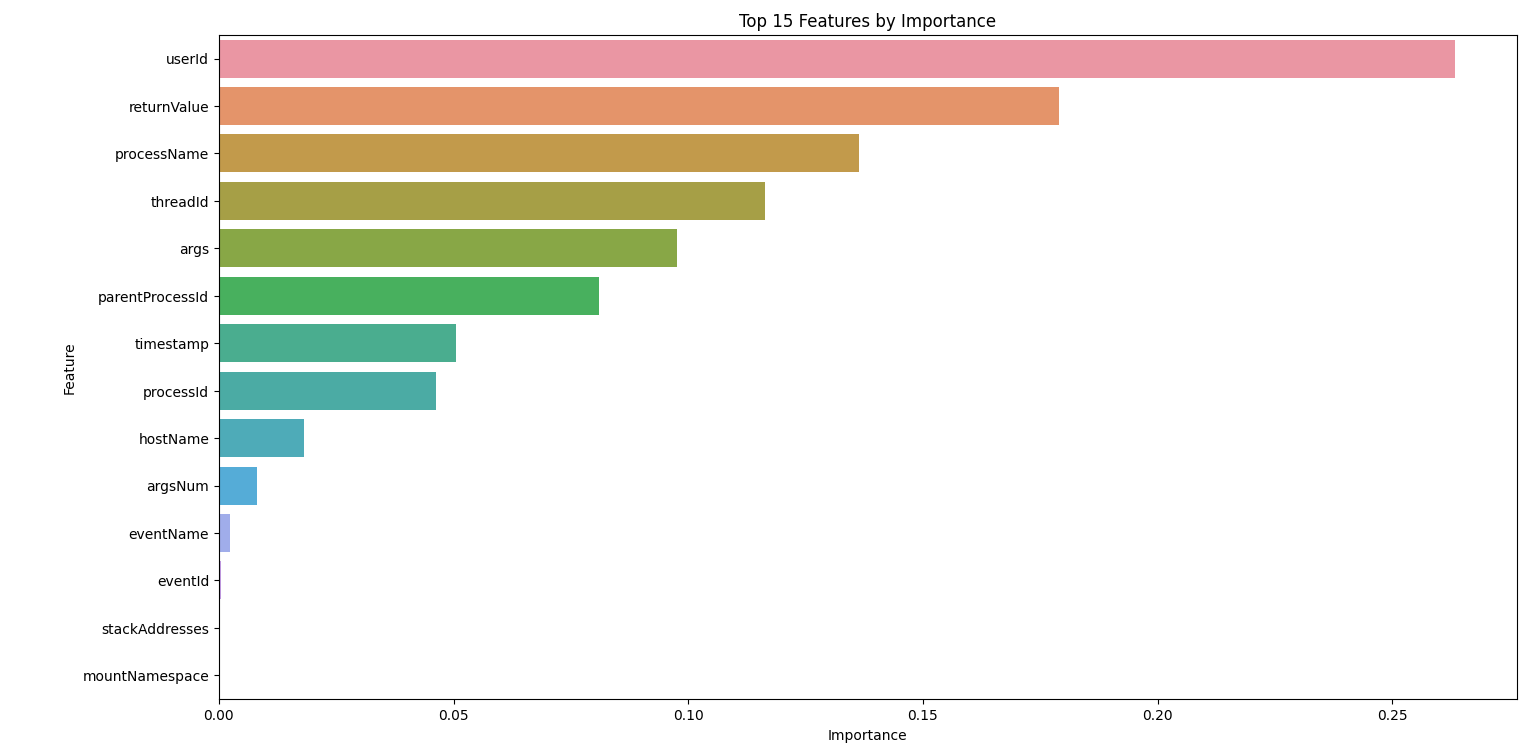 Top 15 Features by Importance
userId
returnValue
processName
threadId
args
parentProcessId
timestamp
processId
hostName
argsNum
eventName
eventId
stackAddresses
mountNamespace
Feature
0.00 0.05 0.10 0.15 0.20 0.25
Importance